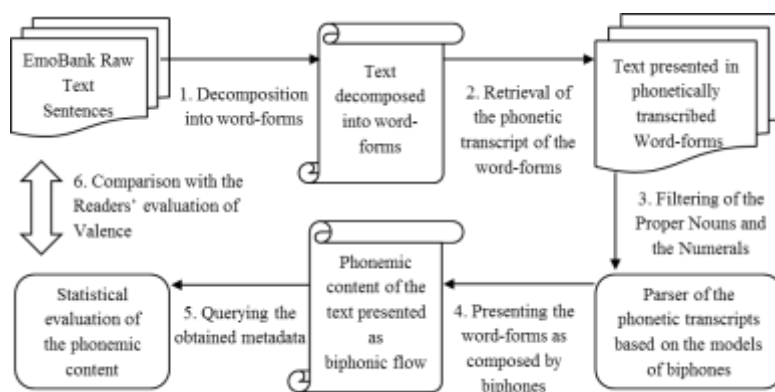 EmoBank Raw
Text
Sentences
1. Decomposition
into word-forms
Text
decomposed
into word-
forms
2. Retrieval of
the phonetic
transcript of the
word-forms
Text presented in
phonetically
transcribed
Word-forms
3. Filtering of the
Proper Nouns and
the Numerals
Parser of the
phonetic transcripts
based on the models
of biphones
4. Presenting the
word-forms as
composed by
biphones
Phonemic
content of the
text presented
as
biphonic flow
5. Querying the
obtained metadata
Statistical
evaluation of
the phonemic
content
6. Comparison with the
Readers' evaluation of
Valence